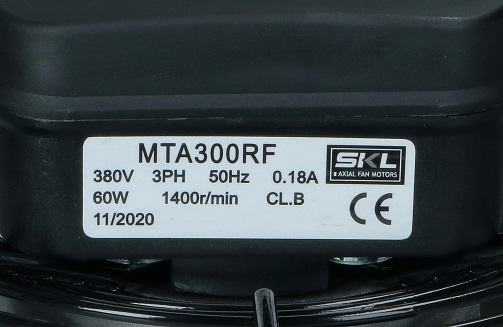 MTA300RF
380V 3PH 50Hz 0.18A
60W 1400r/min CL.B
11/2020
SKL
AXIAL FAN MOTORS
CE